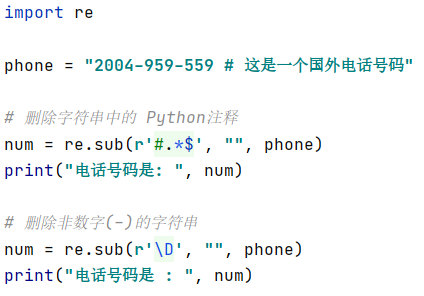 import re
phone = "2004-959-559 # 这是一个国外电话号码"
# 删除字符串中的 Python注释
num = re.sub(r'#.*$', "", phone)
print("电话号码是: ", num)
# 删除非数字(-)的字符串
num = re.sub(r'\D', "", phone)
print("电话号码是 : ", num)